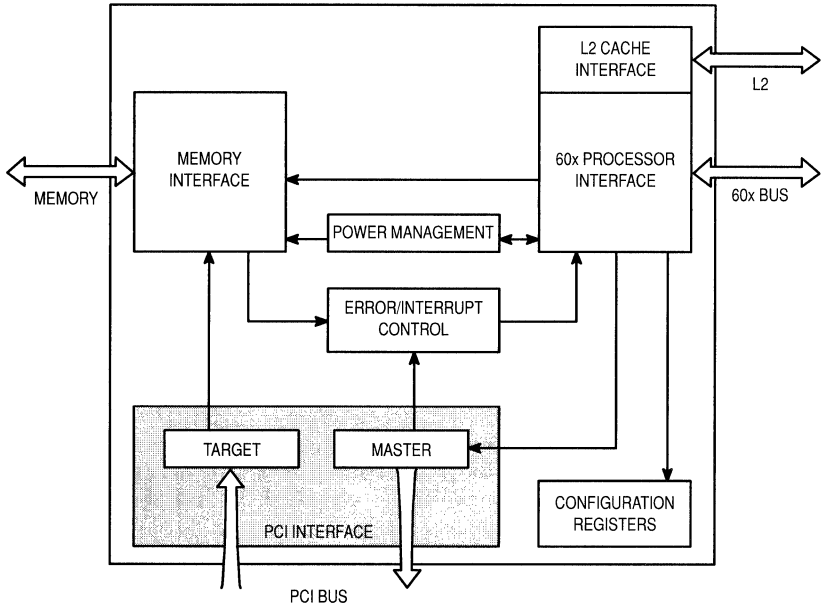 L2 CACHE
INTERFACE
L2
MEMORY
INTERFACE
60x PROCESSOR
INTERFACE
MEMORY
60x BUS
POWER MANAGEMENT
ERROR/INTERRUPT
CONTROL
TARGET
MASTER
CONFIGURATION
REGISTERS
PCI INTERFACE
PCI BUS